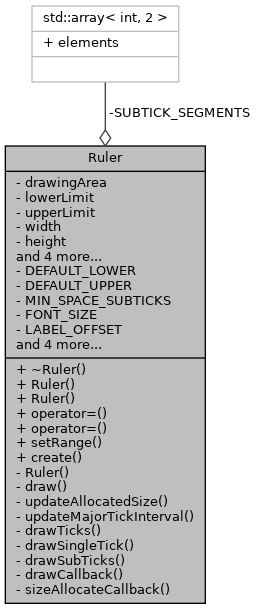 std::array< int, 2 >
+ elements
-SUBTICK_SEGMENTS
Ruler
- drawingArea
- lowerLimit
- upperLimit
- width
- height
and 4 more...
- DEFAULT_LOWER
- DEFAULT_UPPER
- MIN_SPACE_SUBTICKS
- FONT_SIZE
- LABEL_OFFSET
and 4 more...
+ ~Ruler()
+ Ruler()
+ Ruler()
+ operator=()
+ operator=()
+ setRange()
+ create()
- Ruler()
- draw()
- updateAllocatedSize()
- updateMajorTickInterval()
- drawTicks()
- drawSingleTick()
- drawSubTicks()
- drawCallback()
- sizeAllocateCallback()